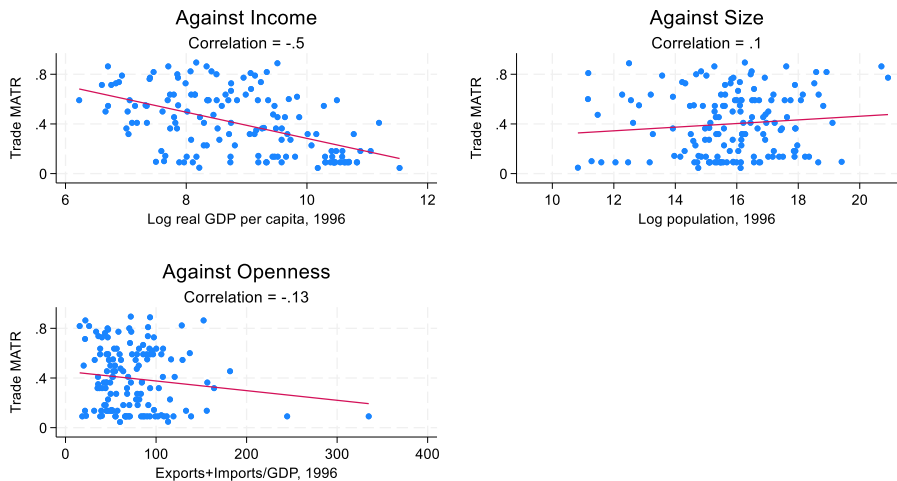 Against Income
Correlation = -.5
Trade MATR
.8
.4
0
6
8
10
12
Log real GDP per capita, 1996
Against Size
Correlation = .1
Trade MATR
.8
.4
0
10
12
14
16
18
20
Log population, 1996
Against Openness
Correlation = -.13
Trade MATR
.8
.4
0
0
100
200
300
400
Exports+Imports/GDP, 1996